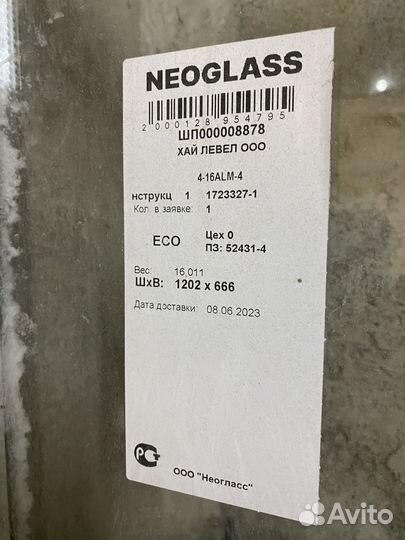 NEOGLASS
2000128954795
ШП000008878
ХАЙ ЛЕВЕЛ ООО
4-16ALM-4
нструкц 1 1723327-1
Кол. в заявке: 1
ECO
Цех 0
ПЗ: 52431-4
Вес: 16,011
ШхВ: 1202 x 666
Дата доставки: 08.06.2023
ООО "Неогласс"
Avito